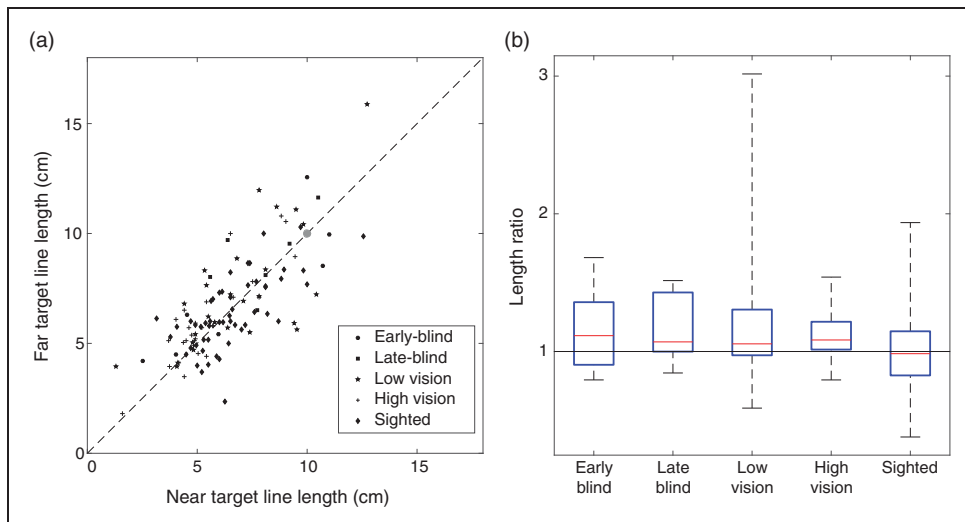 (a)
Far target line length (cm)
15
10
5
0
0 5 10 15
Near target line length (cm)
Early-blind
Late-blind
Low vision
High vision
Sighted
(b)
Length ratio
3
2
1
Early
blind
Late
blind
Low
vision
High
vision
Sighted